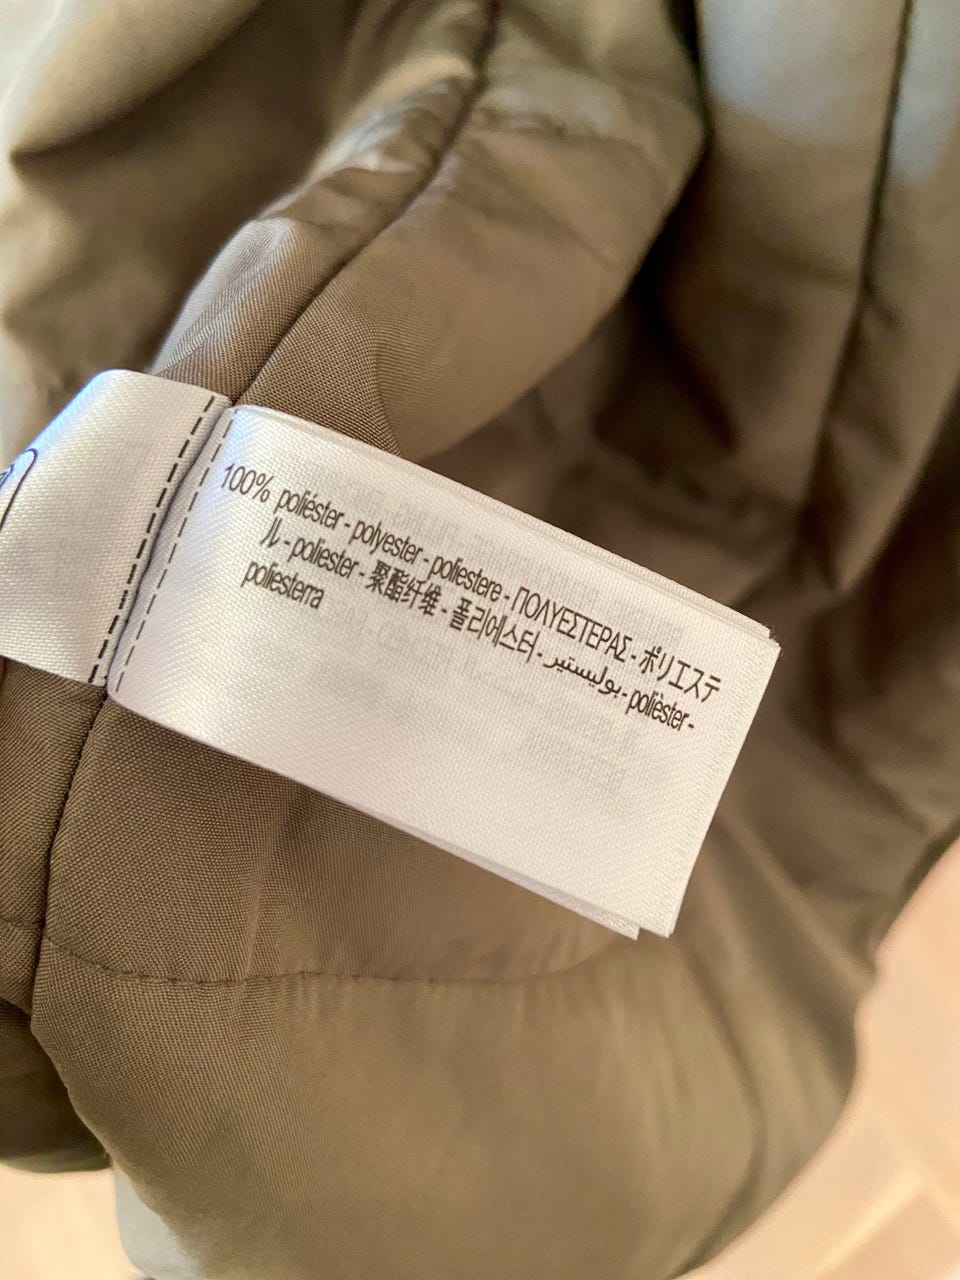 100% poliéster - polyester - poliestere - ΠΟΛΥΕΣΤΕΡΑΣ - ポリエステ
ル - poliester - 聚酯纤维 - 폴리에스터 - بوليستير - polièster -
poliesterra